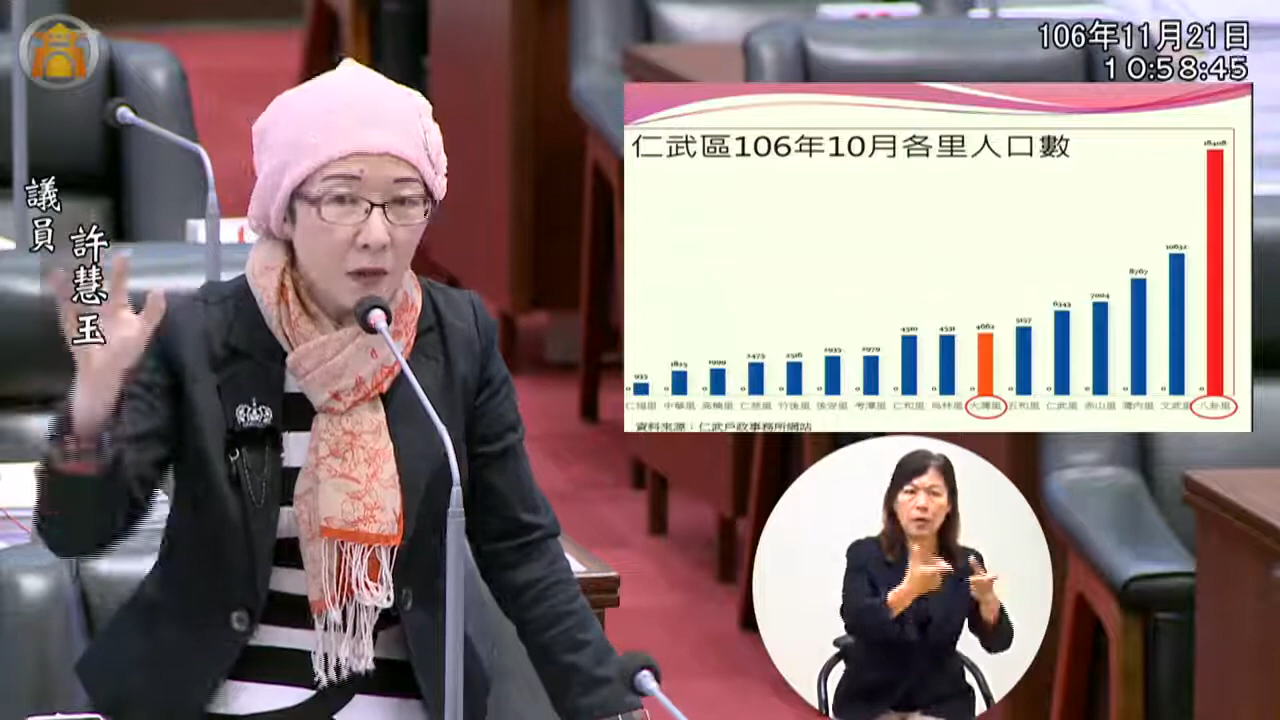 106年11月21日
10:58:45
議員
許慧玉
仁武區106年10月各里人口數
18408
10632
8767
7004
6343
5157
4662
4531
4510
2979
2935
2516
2475
1999
1825
933
仁福里 中華里 高楠里 仁慈里 竹後里 後安里 考潭里 仁和里 烏林里 大灣里 五和里 仁武里 赤山里 灣內里 文武里 八卦里
資料來源：仁武戶政事務所網站